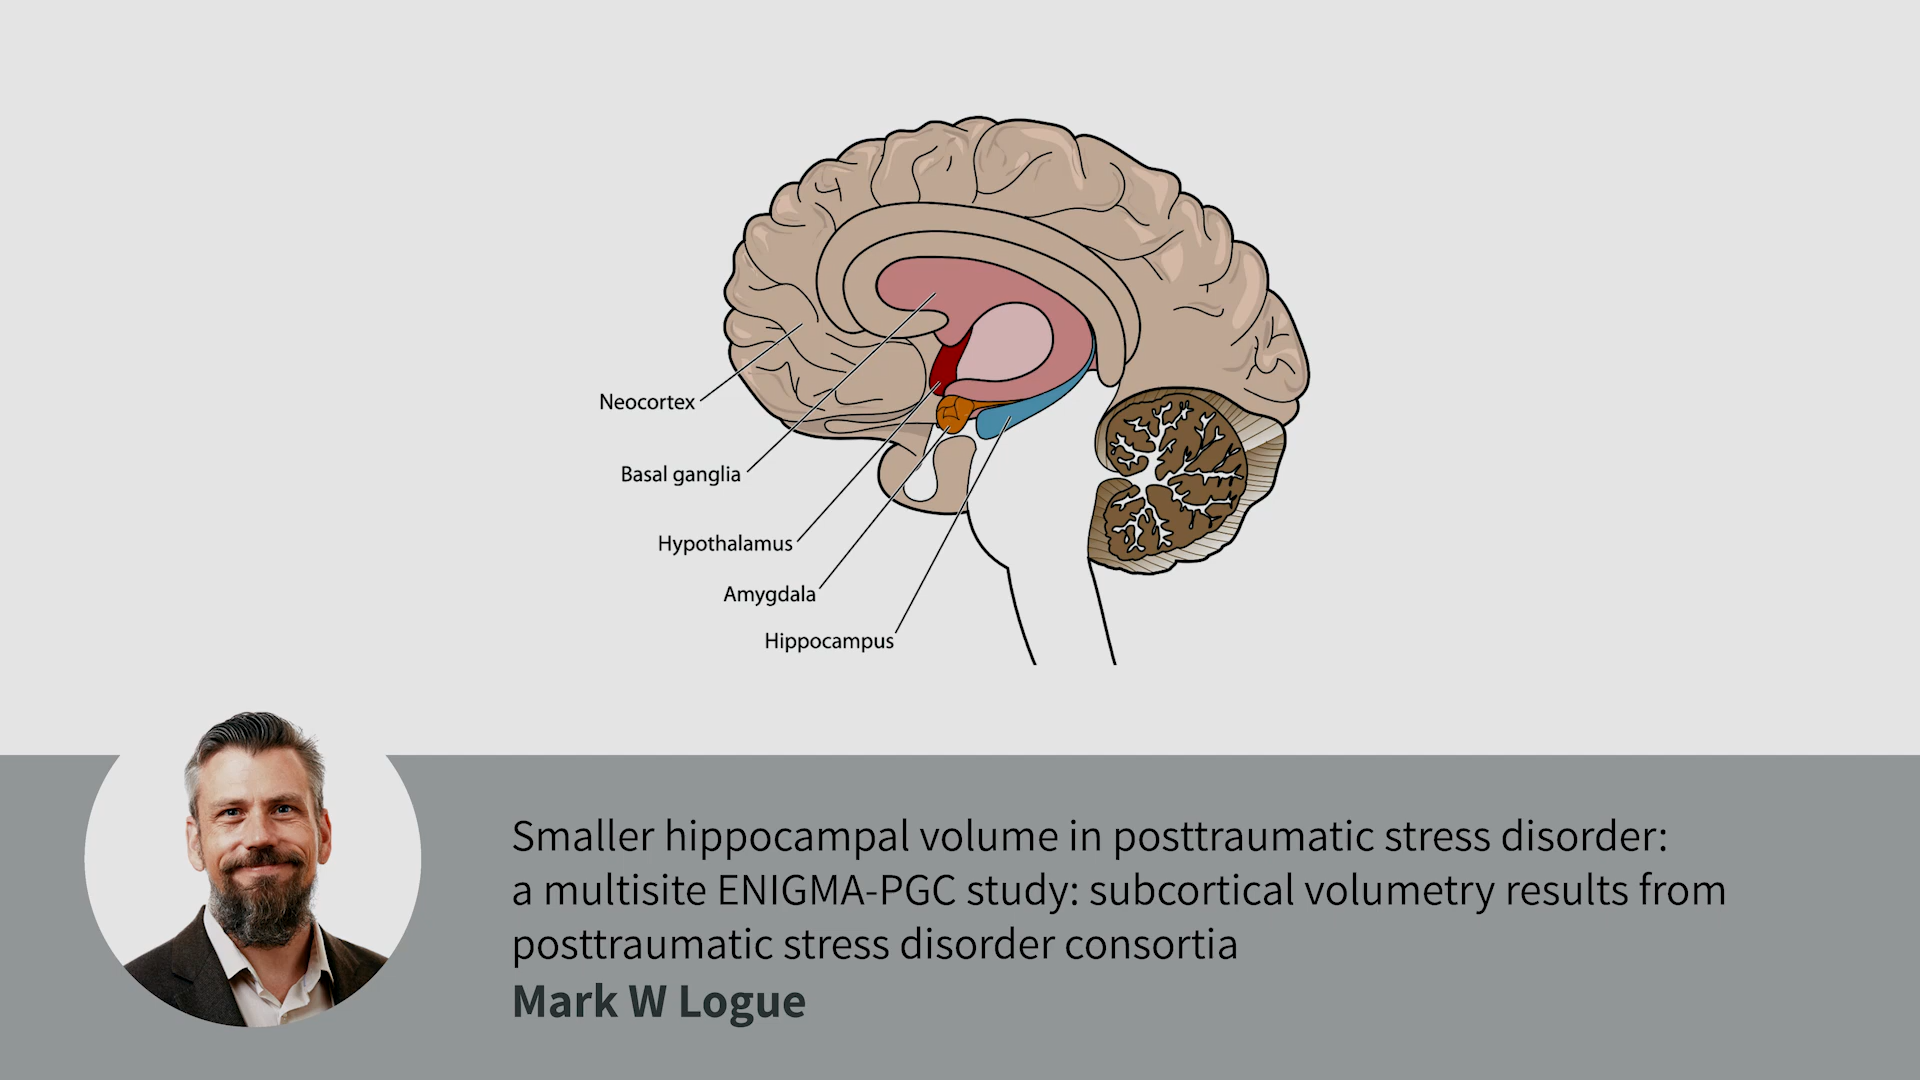 Neocortex
Basal ganglia
Hypothalamus
Amygdala
Hippocampus
Smaller hippocampal volume in posttraumatic stress disorder:
a multisite ENIGMA-PGC study: subcortical volumetry results from
posttraumatic stress disorder consortia
Mark W Logue